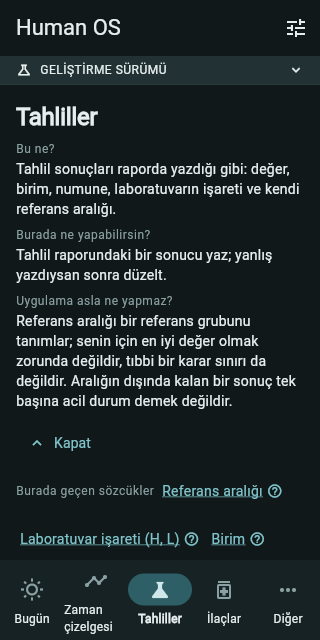 Human OS
GELİŞTİRME SÜRÜMÜ
Tahliller
Bu ne?
Tahlil sonuçları raporda yazdığı gibi: değer,
birim, numune, laboratuvarın işareti ve kendi
referans aralığı.
Burada ne yapabilirsin?
Tahlil raporundaki bir sonucu yaz; yanlış
yazdıysan sonra düzelt.
Uygulama asla ne yapmaz?
Referans aralığı bir referans grubunu
tanımlar; senin için en iyi değer olmak
zorunda değildir, tıbbi bir karar sınırı da
değildir. Aralığın dışında kalan bir sonuç tek
başına acil durum demek değildir.
Kapat
Burada geçen sözcükler Referans aralığı
Laboratuvar işareti (H, L) Birim
Bugün
Zaman
çizelgesi
Tahliller
İlaçlar
Diğer